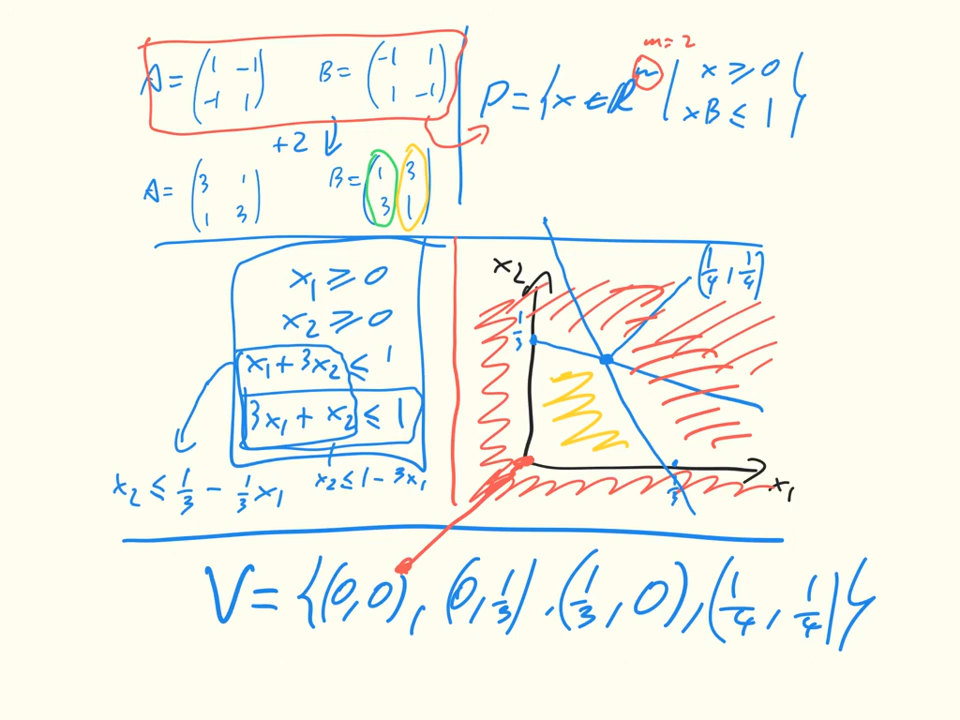 A = ( 1 -1 ) B = ( -1 1 )
( -1 1 ) ( 1 -1 )
+2
A = ( 3 1 ) B = ( 1 3 )
( 1 3 ) ( 3 1 )
m = 2
P = { x ∈ ℝ^m | x ≥ 0
xB ≤ 1 }
x₁ ≥ 0
x₂ ≥ 0
x₁ + 3x₂ ≤ 1
3x₁ + x₂ ≤ 1
x₂ ≤ 1/3 - 1/3 x₁
x₂ ≤ 1 - 3x₁
x₂
(1/4, 1/4)
1/3
1/3
x₁
V = {(0,0), (0, 1/3), (1/3, 0), (1/4, 1/4)}